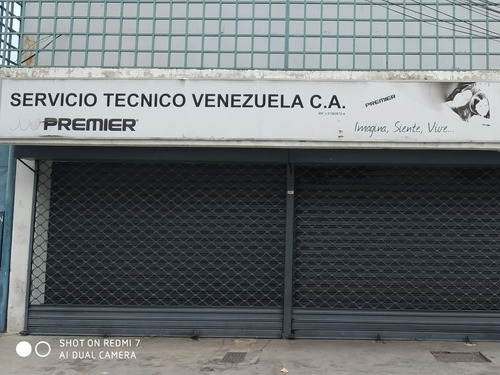 SERVICIO TECNICO VENEZUELA C.A.
PREMIER
PREMIER
Imagina, Siente, Vive...
SHOT ON REDMI 7
AI DUAL CAMERA